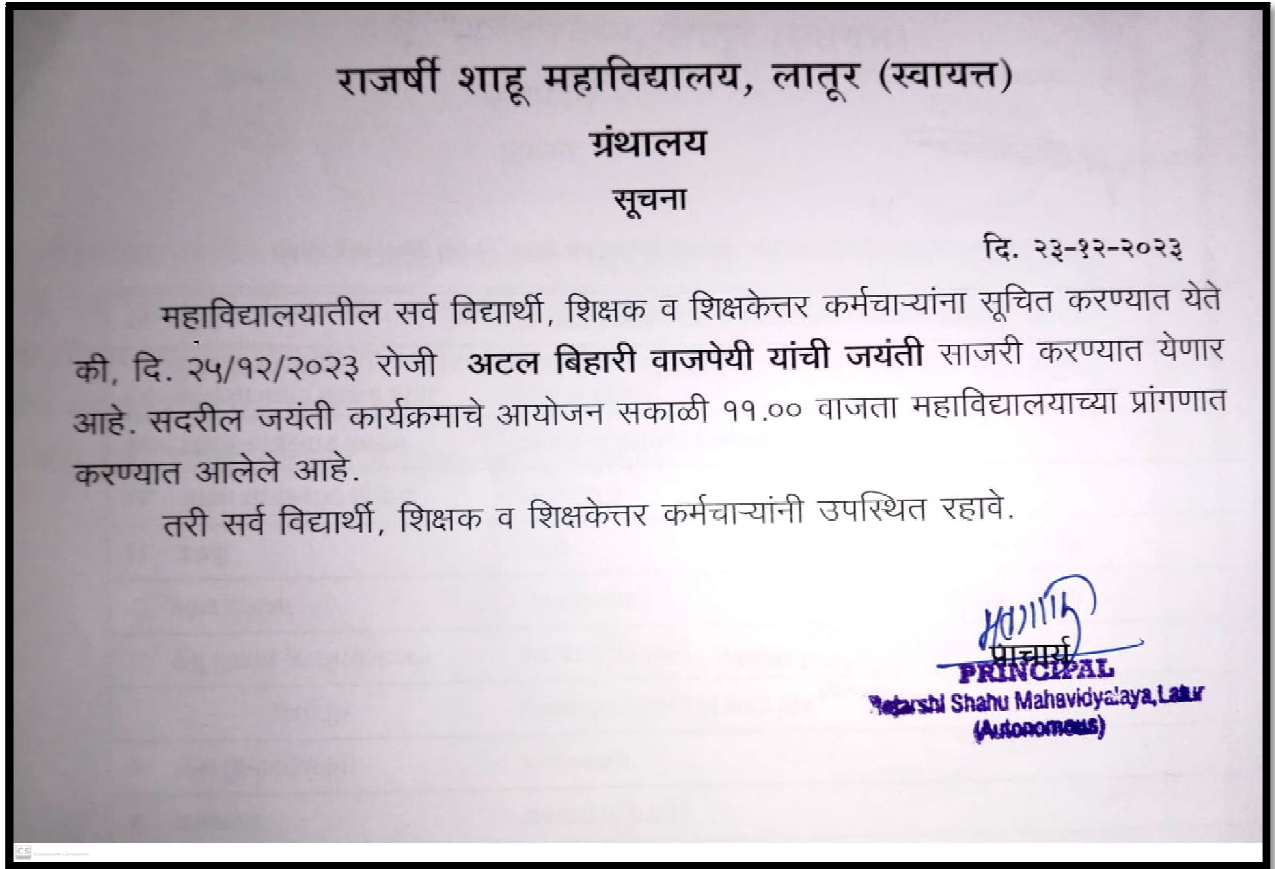 राजर्षी शाहू महाविद्यालय, लातूर (स्वायत्त)
ग्रंथालय
सूचना
दि. २३-१२-२०२३
महाविद्यालयातील सर्व विद्यार्थी, शिक्षक व शिक्षकेत्तर कर्मचाऱ्यांना सूचित करण्यात येते
की, दि. २५/१२/२०२३ रोजी अटल बिहारी वाजपेयी यांची जयंती साजरी करण्यात येणार
आहे. सदरील जयंती कार्यक्रमाचे आयोजन सकाळी ११.०० वाजता महाविद्यालयाच्या प्रांगणात
करण्यात आलेले आहे.
तरी सर्व विद्यार्थी, शिक्षक व शिक्षकेत्तर कर्मचाऱ्यांनी उपस्थित रहावे.
प्राचार्य
PRINCIPAL
Rajarshi Shahu Mahavidyalaya, Latur
(Autonomous)
CS